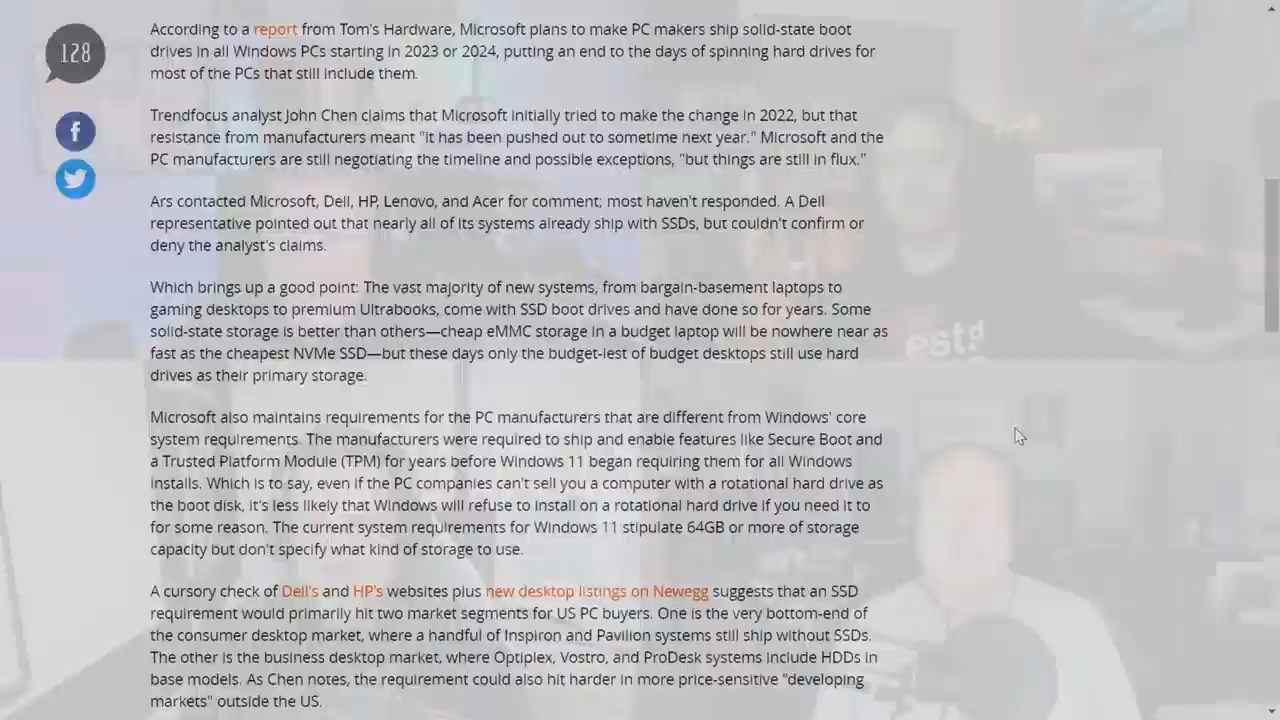 128
According to a report from Tom's Hardware, Microsoft plans to make PC makers ship solid-state boot
drives in all Windows PCs starting in 2023 or 2024, putting an end to the days of spinning hard drives for
most of the PCs that still include them.
Trendfocus analyst John Chen claims that Microsoft initially tried to make the change in 2022, but that
resistance from manufacturers meant "it has been pushed out to sometime next year." Microsoft and the
PC manufacturers are still negotiating the timeline and possible exceptions, "but things are still in flux."
Ars contacted Microsoft, Dell, HP, Lenovo, and Acer for comment; most haven't responded. A Dell
representative pointed out that nearly all of its systems already ship with SSDs, but couldn't confirm or
deny the analyst's claims.
Which brings up a good point: The vast majority of new systems, from bargain-basement laptops to
gaming desktops to premium Ultrabooks, come with SSD boot drives and have done so for years. Some
solid-state storage is better than others—cheap eMMC storage in a budget laptop will be nowhere near as
fast as the cheapest NVMe SSD—but these days only the budget-iest of budget desktops still use hard
drives as their primary storage.
Microsoft also maintains requirements for the PC manufacturers that are different from Windows' core
system requirements. The manufacturers were required to ship and enable features like Secure Boot and
a Trusted Platform Module (TPM) for years before Windows 11 began requiring them for all Windows
installs. Which is to say, even if the PC companies can't sell you a computer with a rotational hard drive as
the boot disk, it's less likely that Windows will refuse to install on a rotational hard drive if you need it to
for some reason. The current system requirements for Windows 11 stipulate 64GB or more of storage
capacity but don't specify what kind of storage to use.
A cursory check of Dell's and HP's websites plus new desktop listings on Newegg suggests that an SSD
requirement would primarily hit two market segments for US PC buyers. One is the very bottom-end of
the consumer desktop market, where a handful of Inspiron and Pavilion systems still ship without SSDs.
The other is the business desktop market, where Optiplex, Vostro, and ProDesk systems include HDDs in
base models. As Chen notes, the requirement could also hit harder in more price-sensitive "developing
markets" outside the US.